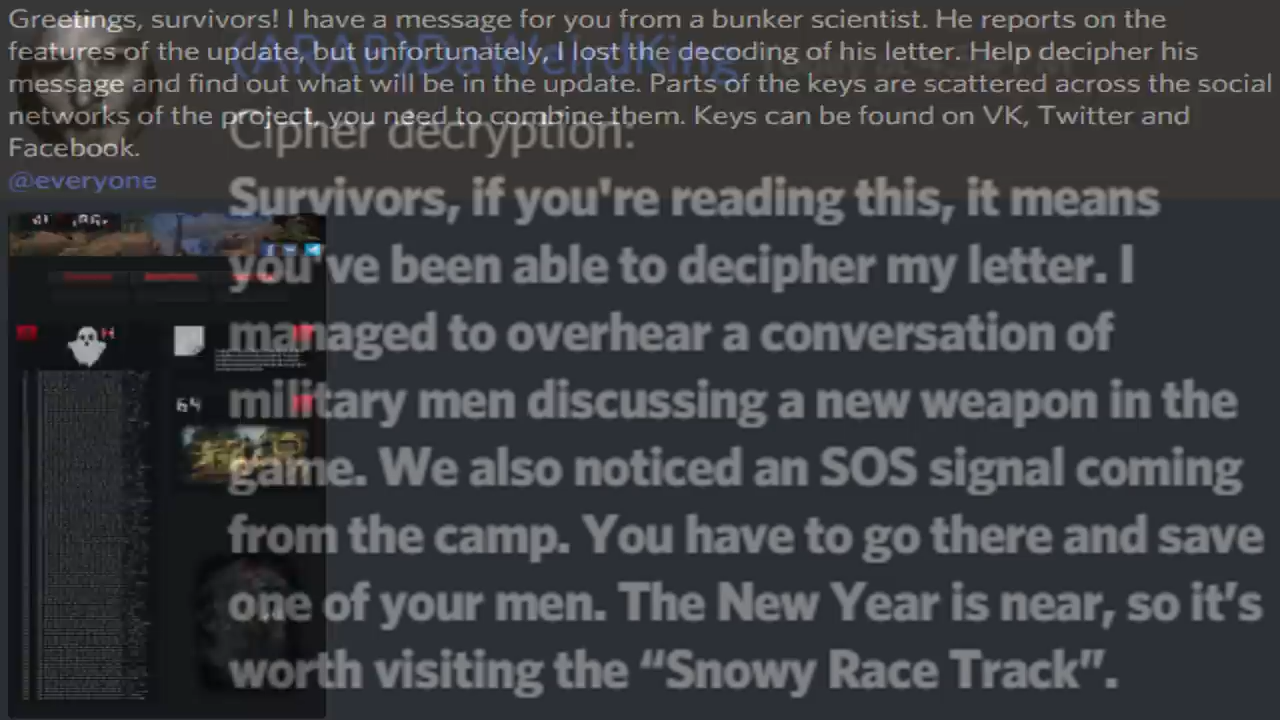 Greetings, survivors! I have a message for you from a bunker scientist. He reports on the
features of the update, but unfortunately, I lost the decoding of his letter. Help decipher his
message and find out what will be in the update. Parts of the keys are scattered across the social
networks of the project, you need to combine them. Keys can be found on VK, Twitter and
Facebook.
@everyone
(ARAB)DaWeirdKing
Cipher decryption:
Survivors, if you're reading this, it means
you've been able to decipher my letter. I
managed to overhear a conversation of
military men discussing a new weapon in the
game. We also noticed an SOS signal coming
from the camp. You have to go there and save
one of your men. The New Year is near, so it's
worth visiting the “Snowy Race Track”.
64